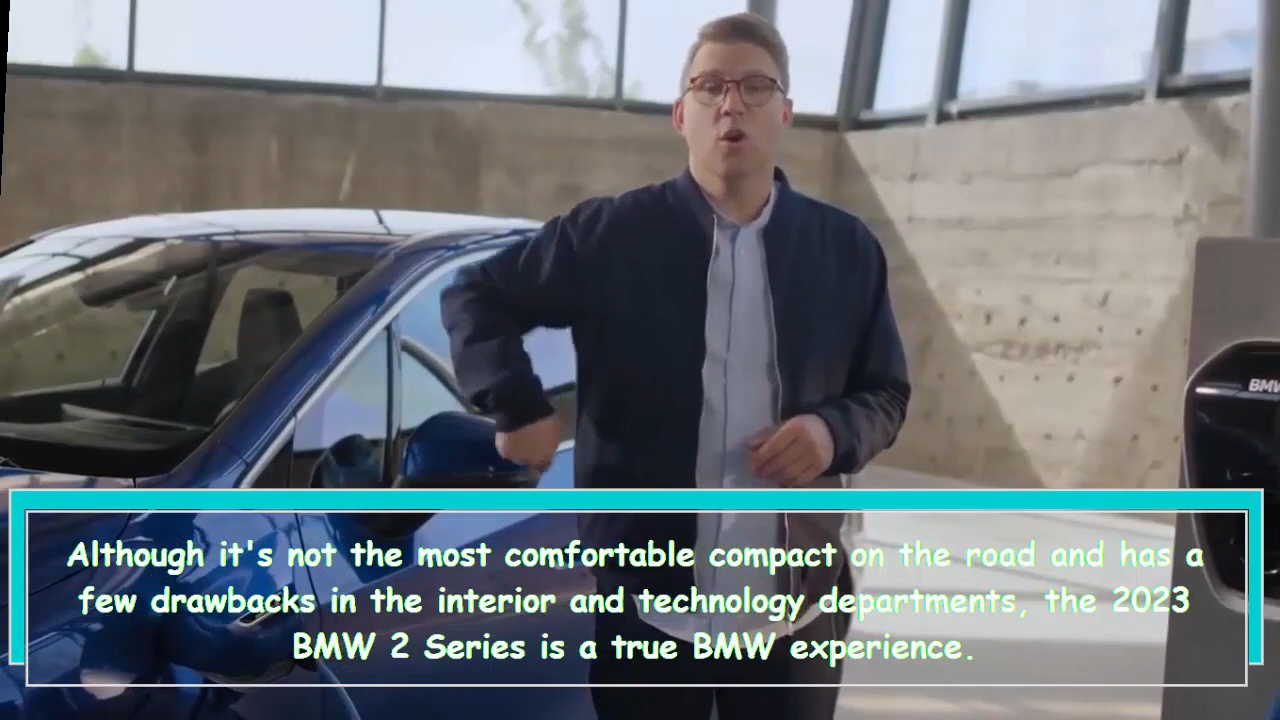 BMW
Although it's not the most comfortable compact on the road and has a
few drawbacks in the interior and technology departments, the 2023
BMW 2 Series is a true BMW experience.